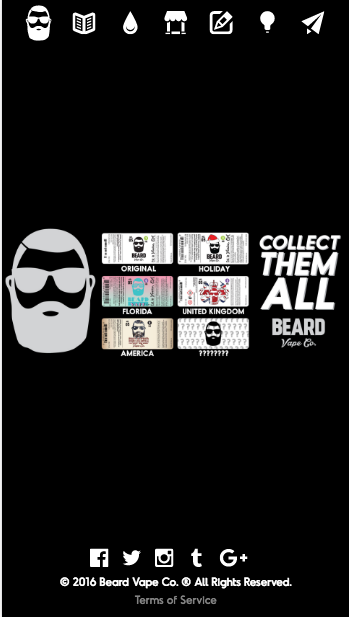 ORIGINAL
HOLIDAY
FLORIDA
UNITED KINGDOM
AMERICA
????????
COLLECT
THEM
ALL
BEARD
Vape Co.
© 2016 Beard Vape Co. ® All Rights Reserved.
Terms of Service